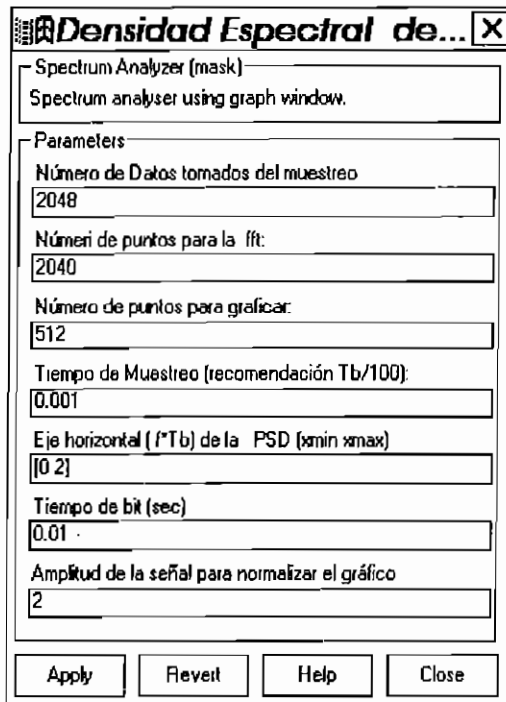 Densidad Espectral de...
Spectrum Analyzer (mask)
Spectrum analyser using graph window.
Parameters
Número de Datos tomados del muestreo
2048
Númeri de puntos para la fft:
2040
Número de puntos para graficar:
512
Tiempo de Muestreo (recomendación Tb/100):
0.001
Eje horizontal ( f*Tb) de la PSD (xmin xmax)
[0 2]
Tiempo de bit (sec)
0.01
Amplitud de la señal para normalizar el gráfico
2
Apply Revert Help Close